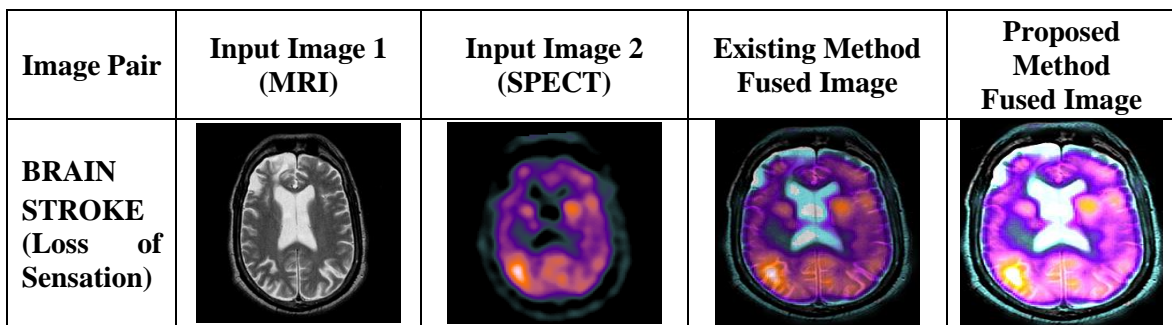 Image Pair
Input Image 1
(MRI)
Input Image 2
(SPECT)
Existing Method
Fused Image
Proposed
Method
Fused Image
BRAIN
STROKE
(Loss of
Sensation)